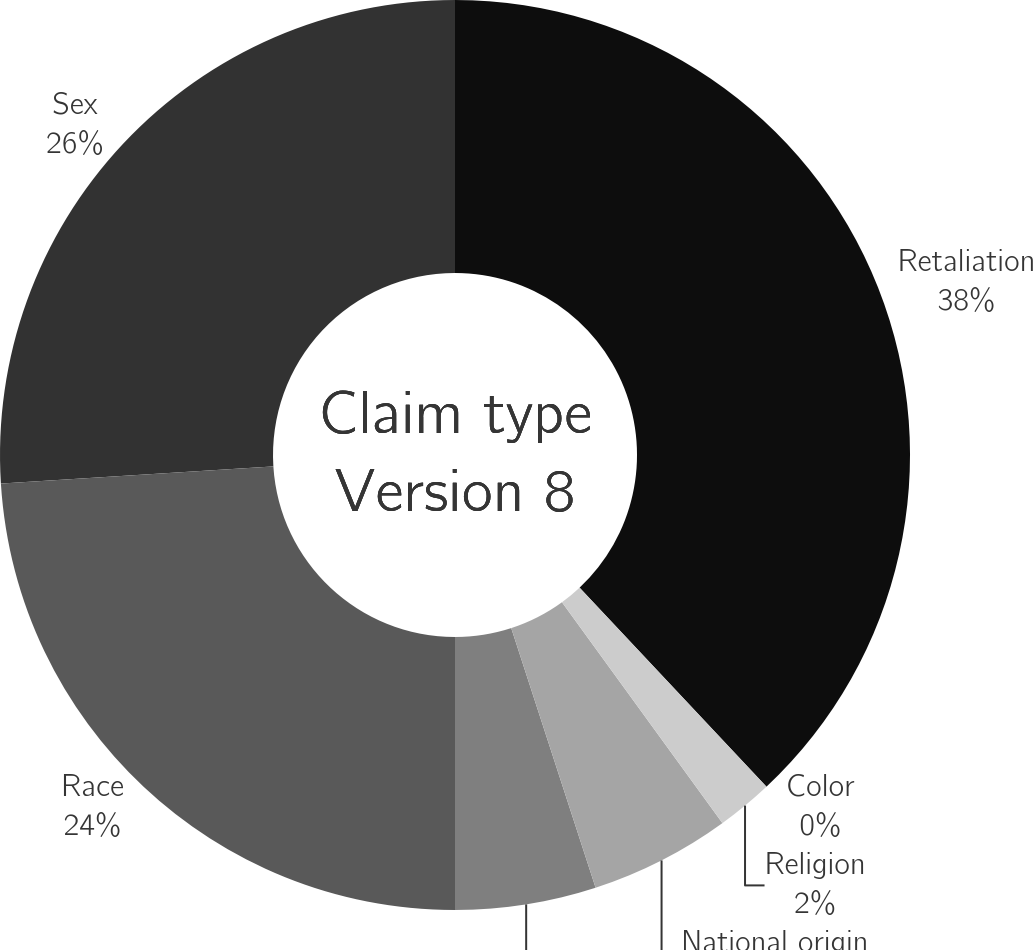 Sex
26%
Retaliation
38%
Claim type
Version 8
Race
24%
Color
0%
Religion
2%
National origin